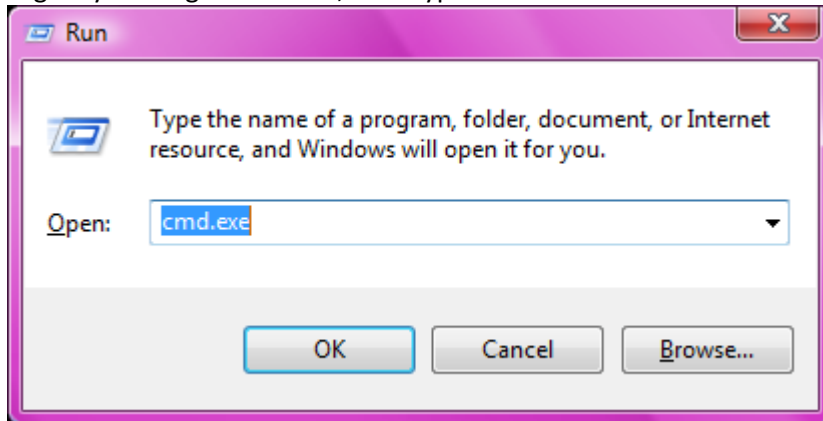 Run
Type the name of a program, folder, document, or Internet
resource, and Windows will open it for you.
Open:
cmd.exe
OK
Cancel
Browse...